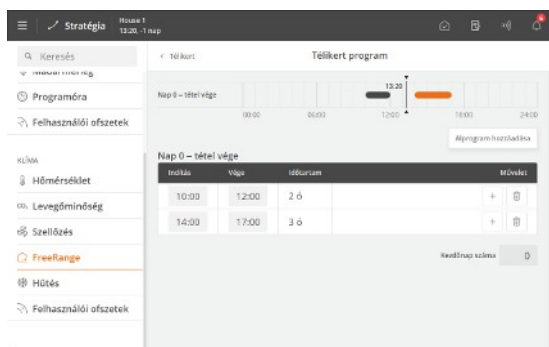 Stratégia
House 1
13:20, -1 nap
Keresés
Télikert
Télikert program
Madármérleg
Programóra
Nap 0 – tétel vége
13:20
00:00 06:00 12:00 18:00 24:00
Felhasználói ofszetek
Alprogram hozzáadása
KLÍMA
Nap 0 – tétel vége
Indítás Vége Időtartam Művelet
Hőmérséklet
10:00 12:00 2 ó
Levegőminőség
14:00 17:00 3 ó
Szellőzés
FreeRange
Kezdőnap száma 0
Hűtés
Felhasználói ofszetek